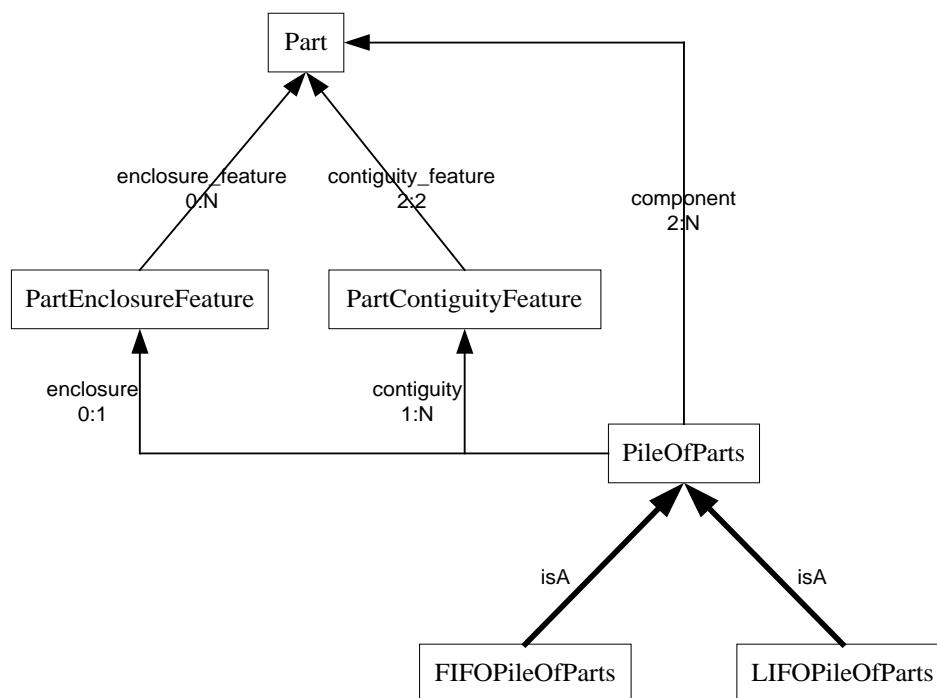 Part
enclosure_feature
0:N
contiguity_feature
2:2
component
2:N
PartEnclosureFeature
PartContiguityFeature
enclosure
0:1
contiguity
1:N
PileOfParts
isA
isA
FIFOPileOfParts
LIFOPileOfParts